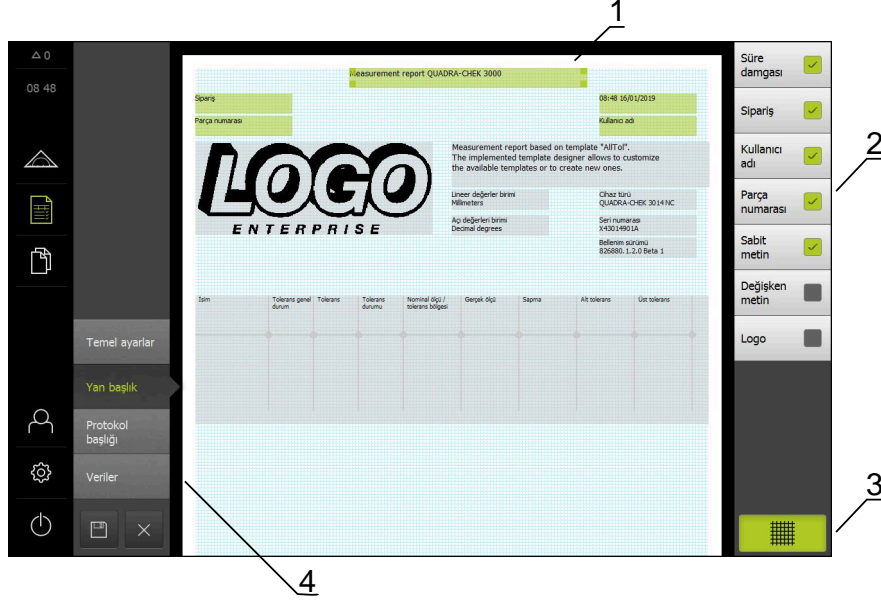 1
0
08 48
Temel ayarlar
Yan başlık
Protokol
başlığı
Veriler
Measurement report QUADRA-CHEK 3000
Sipariş
08:48 16/01/2019
Parça numarası
Kullanıcı adı
LOGO
ENTERPRISE
Measurement report based on template "AllTol".
The implemented template designer allows to customize
the available templates or to create new ones.
Lineer değerler birimi
Millimeters
Cihaz türü
QUADRA-CHEK 3014 NC
Açı değerleri birimi
Decimal degrees
Seri numarası
X43014901A
Bellenim sürümü
826880.1.2.0 Beta 1
İsim
Tolerans genel
durum
Tolerans
Tolerans
durumu
Nominal ölçü /
tolerans bölgesi
Gerçek ölçü
Sapma
Alt tolerans
Üst tolerans
Süre
damgası
Sipariş
Kullanıcı
adı
Parça
numarası
Sabit
metin
Değişken
metin
Logo
2
3
4